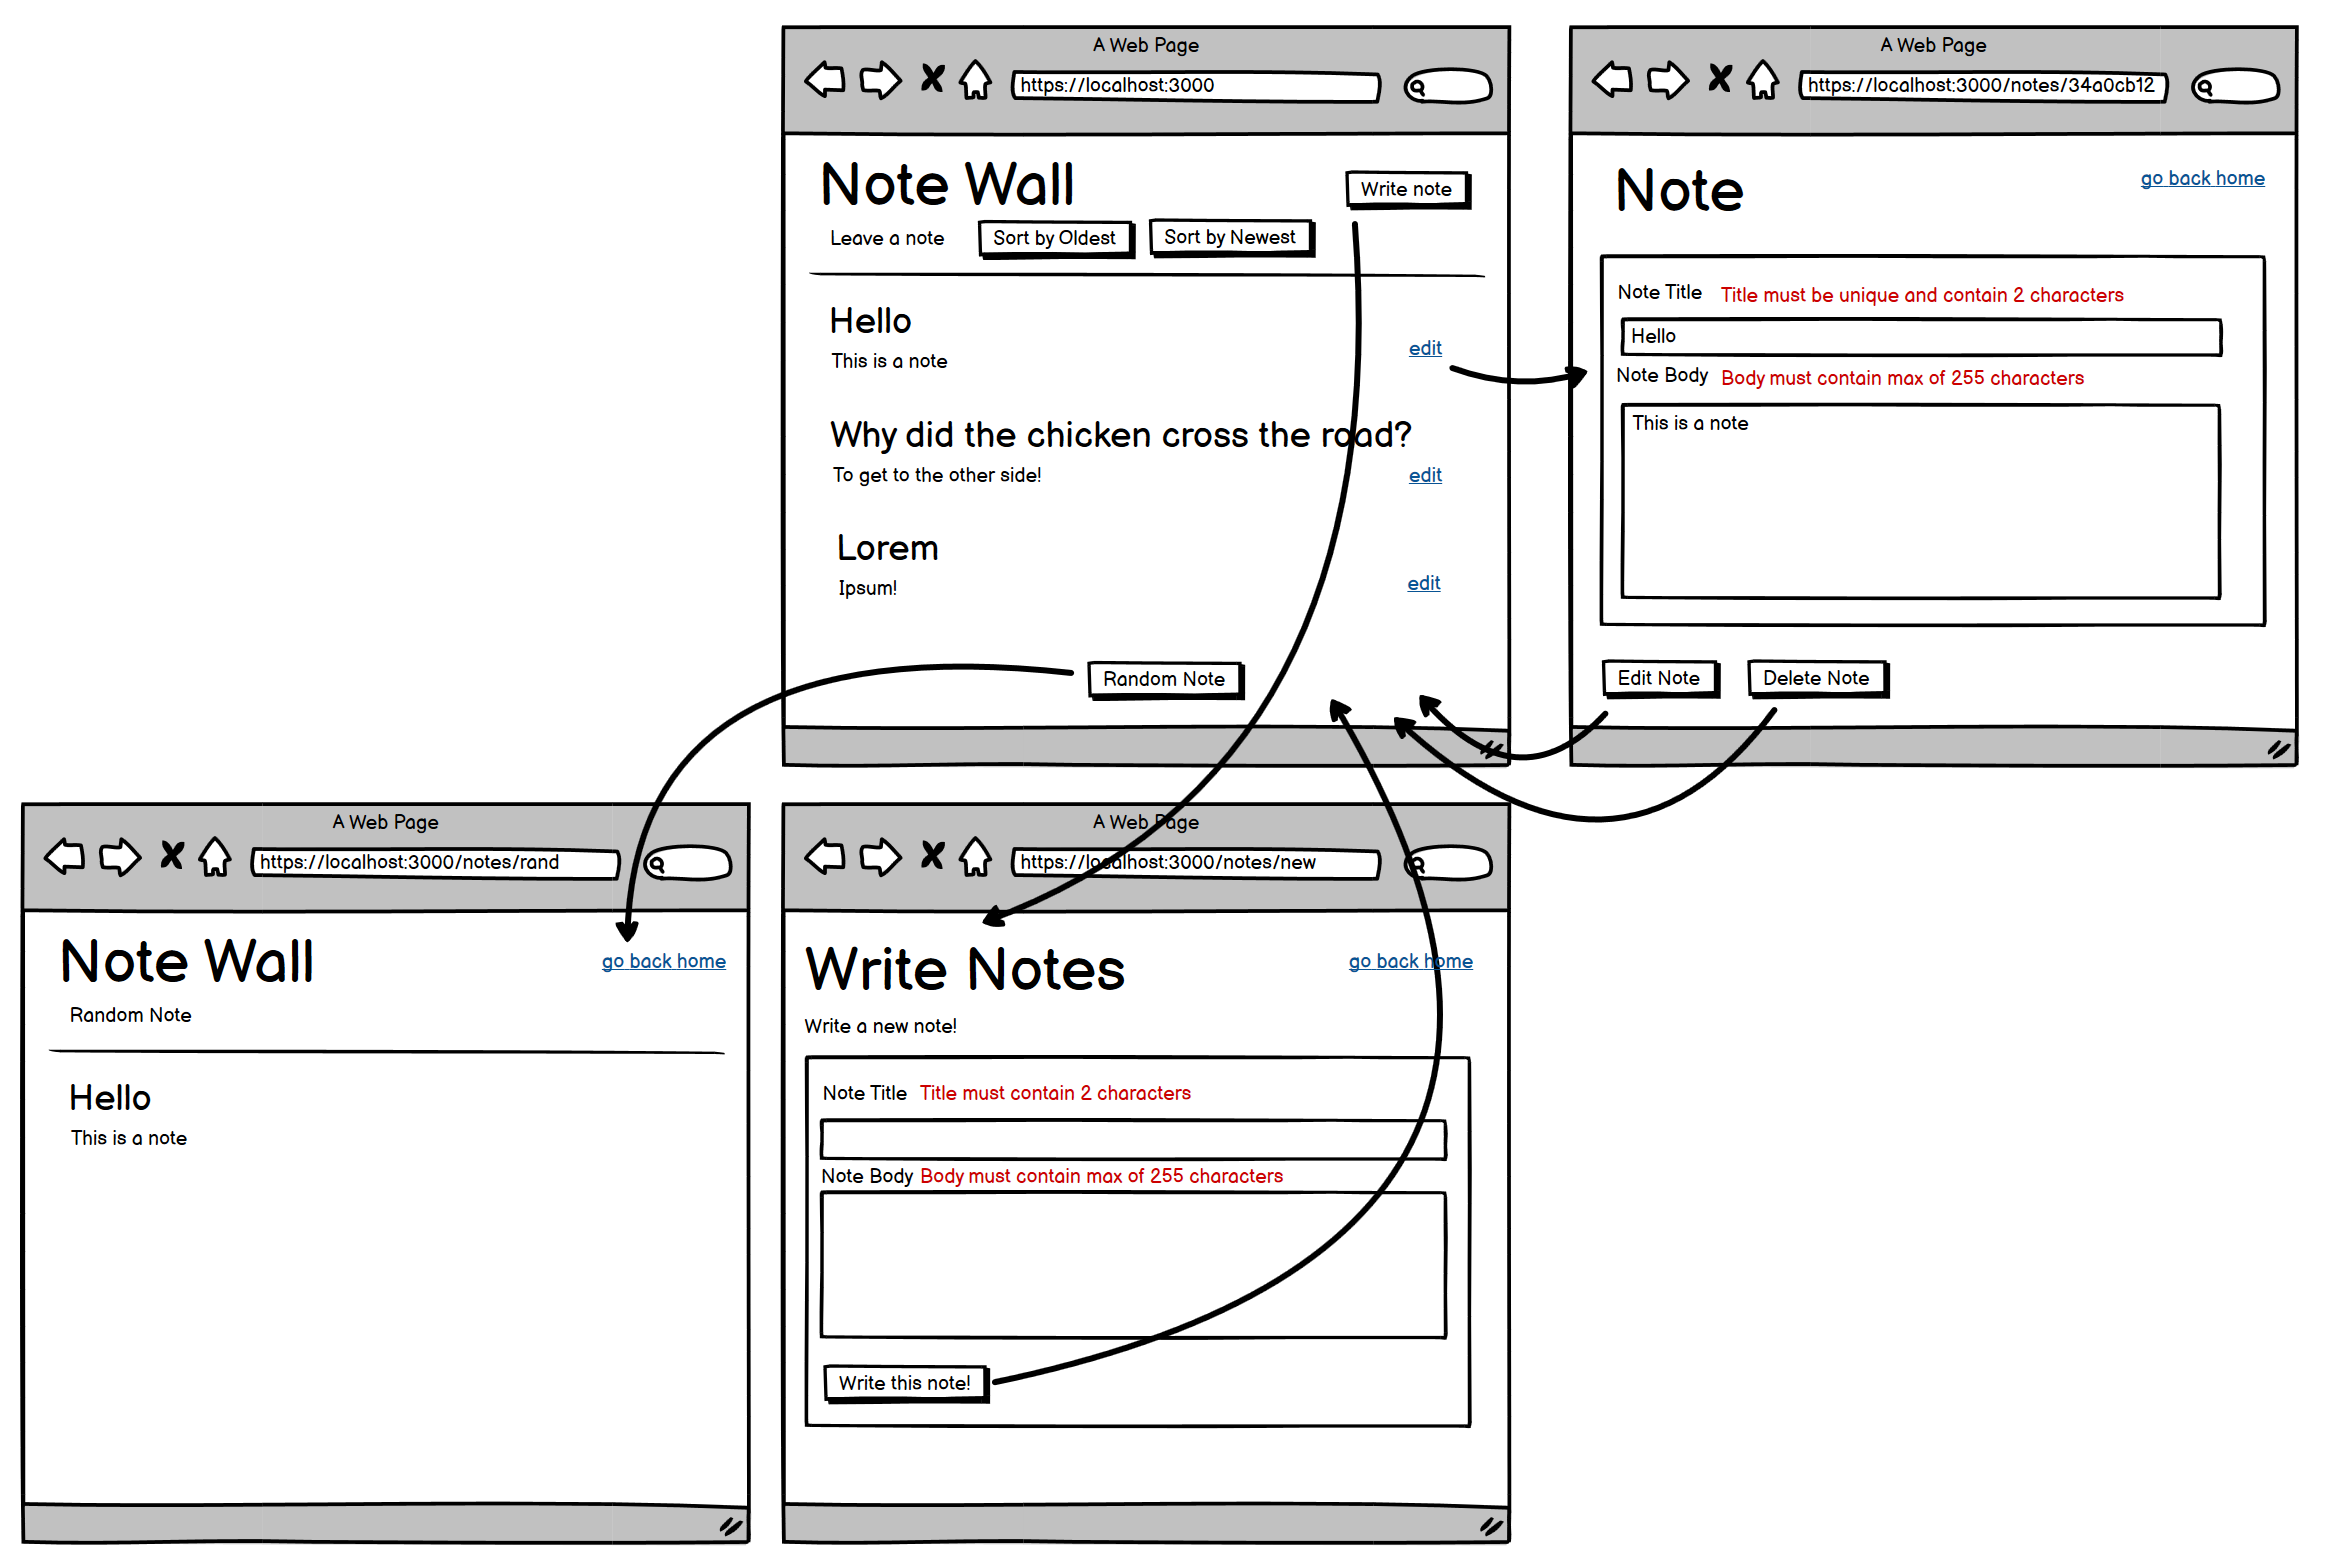 A Web Page
https://localhost:3000
Note Wall
Write note
Leave a note
Sort by Oldest
Sort by Newest
Hello
This is a note
edit
Why did the chicken cross the road?
To get to the other side!
edit
Lorem
Ipsum!
edit
Random Note
A Web Page
https://localhost:3000/notes/34a0cb12
Note
go back home
Note Title Title must be unique and contain 2 characters
Hello
Note Body Body must contain max of 255 characters
This is a note
Edit Note
Delete Note
A Web Page
https://localhost:3000/notes/rand
Note Wall
go back home
Random Note
Hello
This is a note
A Web Page
https://localhost:3000/notes/new
Write Notes
go back home
Write a new note!
Note Title Title must contain 2 characters
Note Body Body must contain max of 255 characters
Write this note!